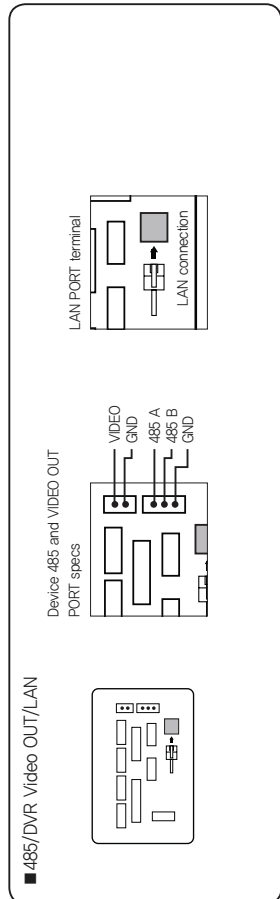 ■485/DVR Video OUT/LAN
Device 485 and VIDEO OUT
PORT specs
VIDEO
GND
485 A
485 B
GND
LAN PORT terminal
LAN connection